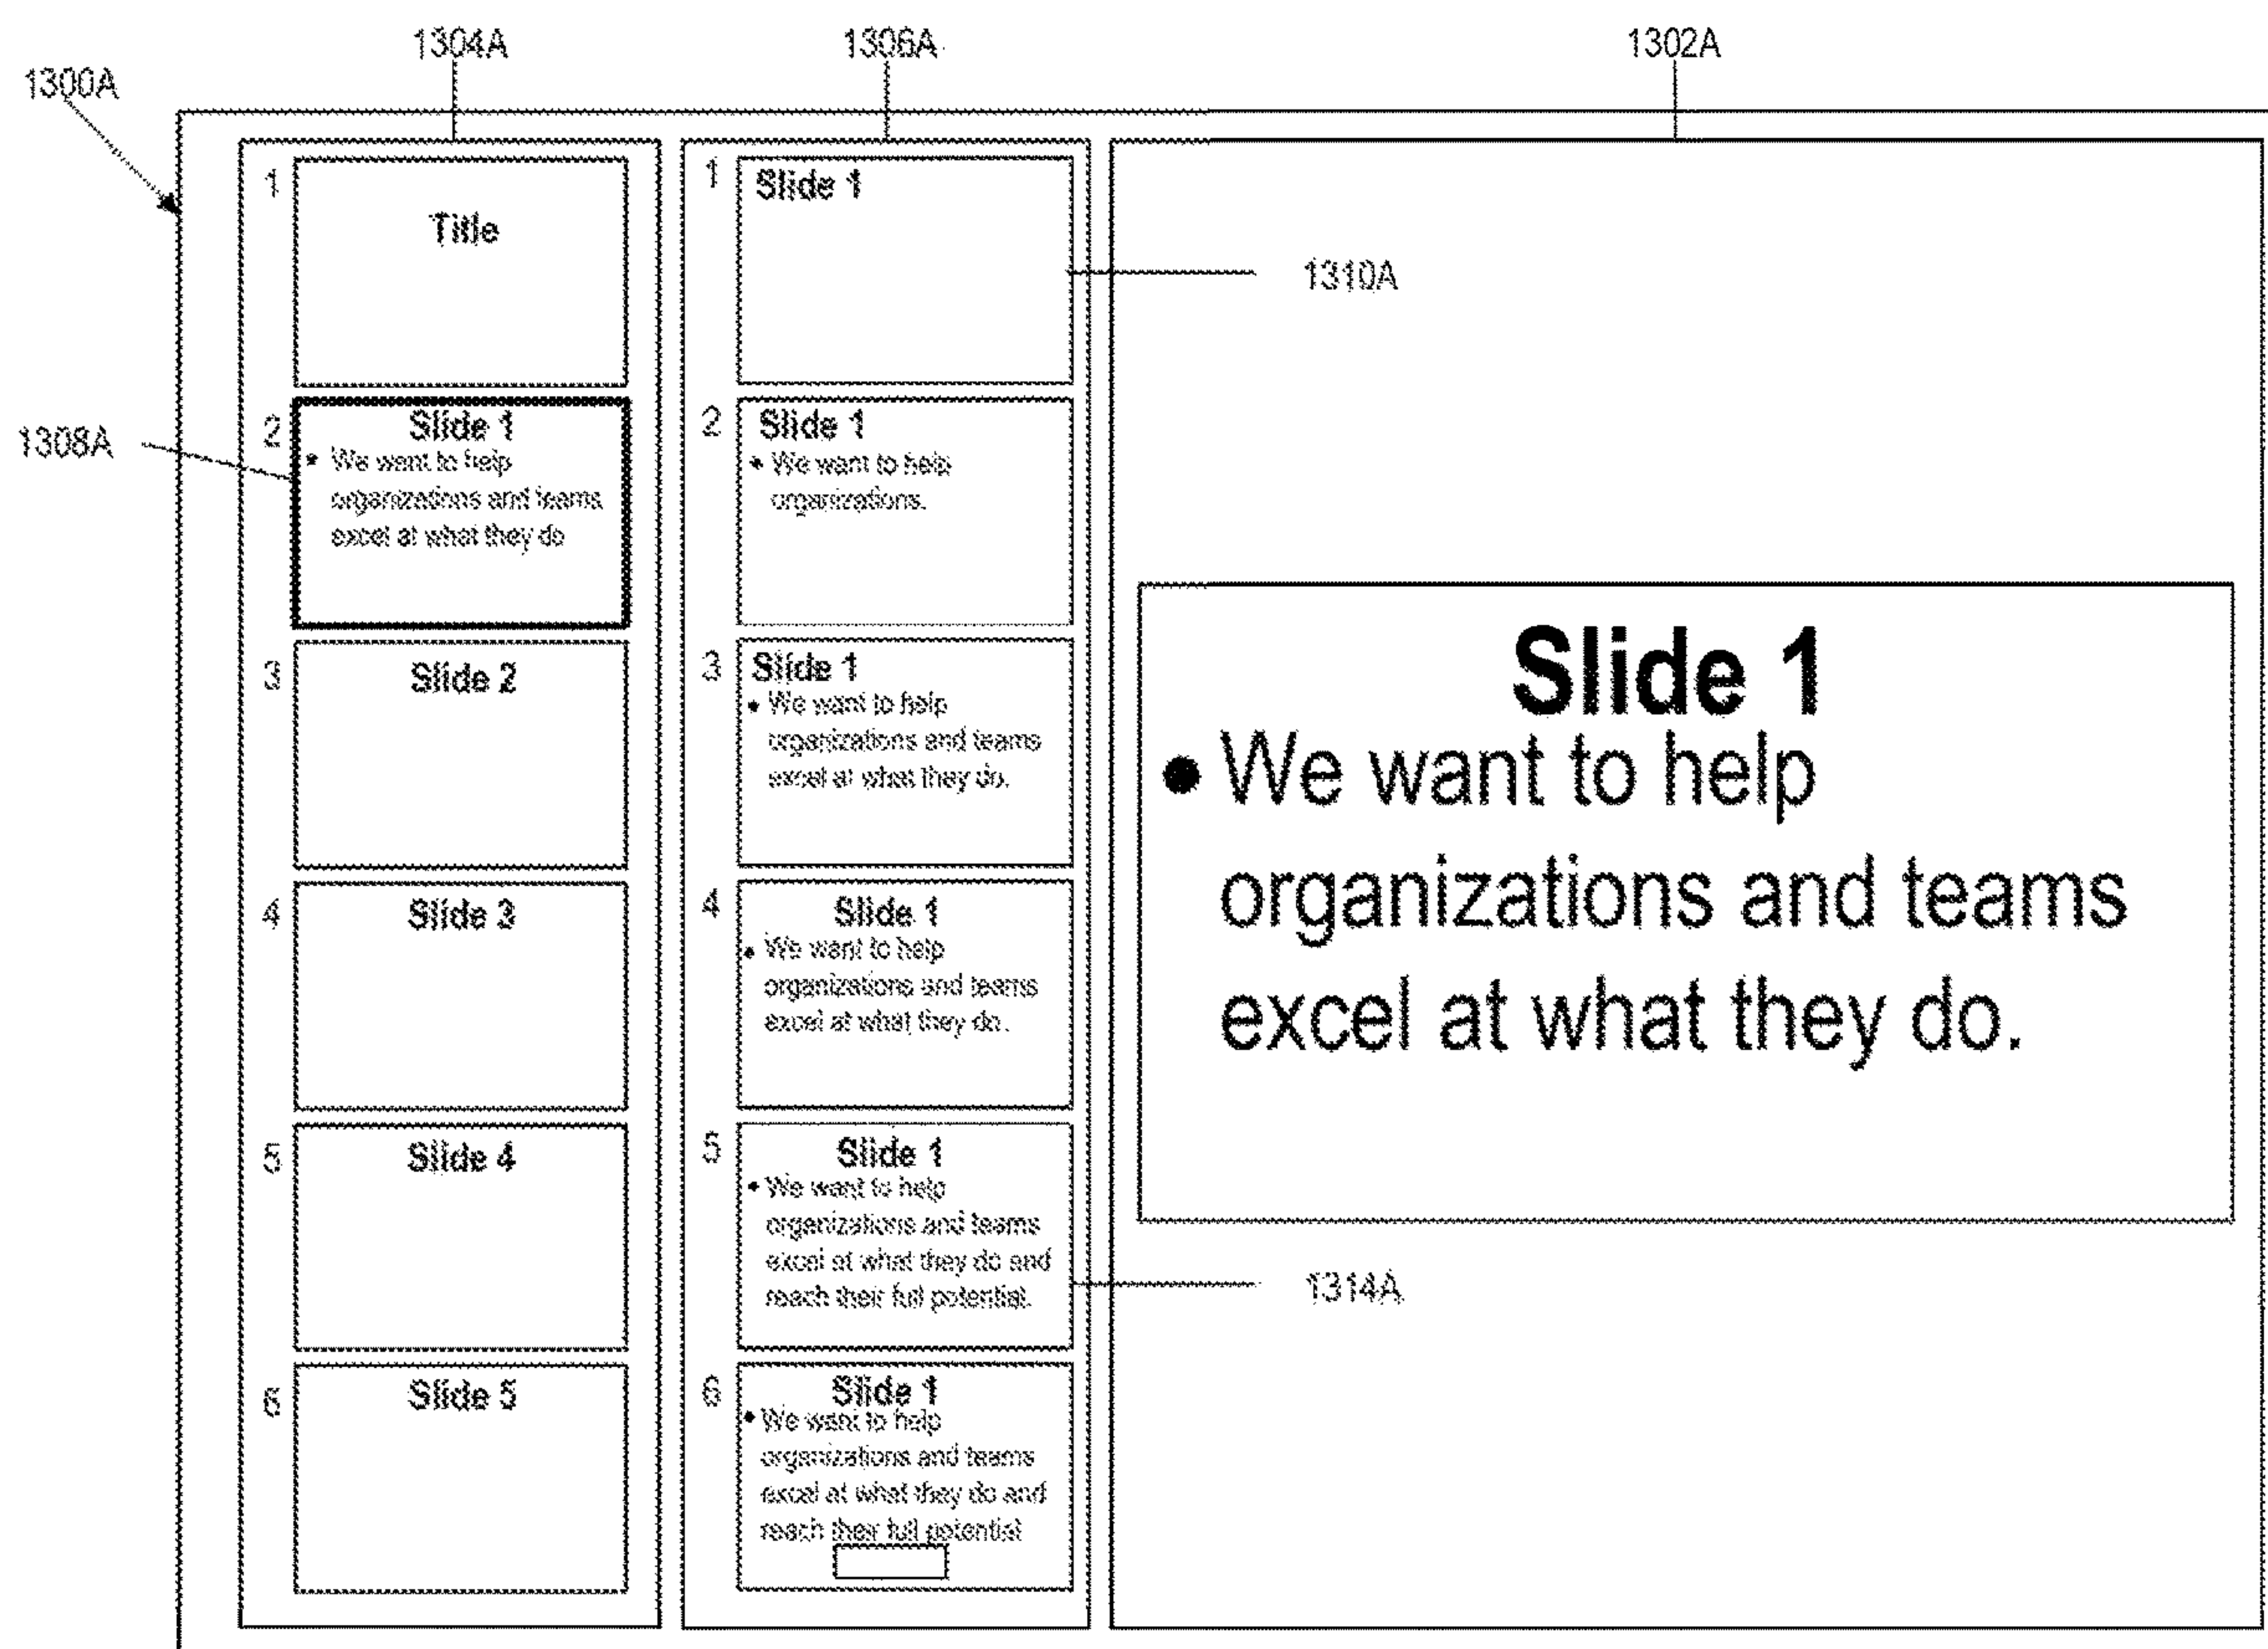 1304A
1306A
1302A
1300A
1
Title
2
Slide 1
• We want to help
organizations and teams
excel at what they do
1308A
3
Slide 2
4
Slide 3
5
Slide 4
6
Slide 5
1
Slide 1
1310A
2
Slide 1
• We want to help
organizations.
3
Slide 1
• We want to help
organizations and teams
excel at what they do.
4
Slide 1
• We want to help
organizations and teams
excel at what they do.
5
Slide 1
• We want to help
organizations and teams
excel at what they do and
reach their full potential.
1314A
6
Slide 1
• We want to help
organizations and teams
excel at what they do and
reach their full potential
Slide 1
• We want to help
organizations and teams
excel at what they do.